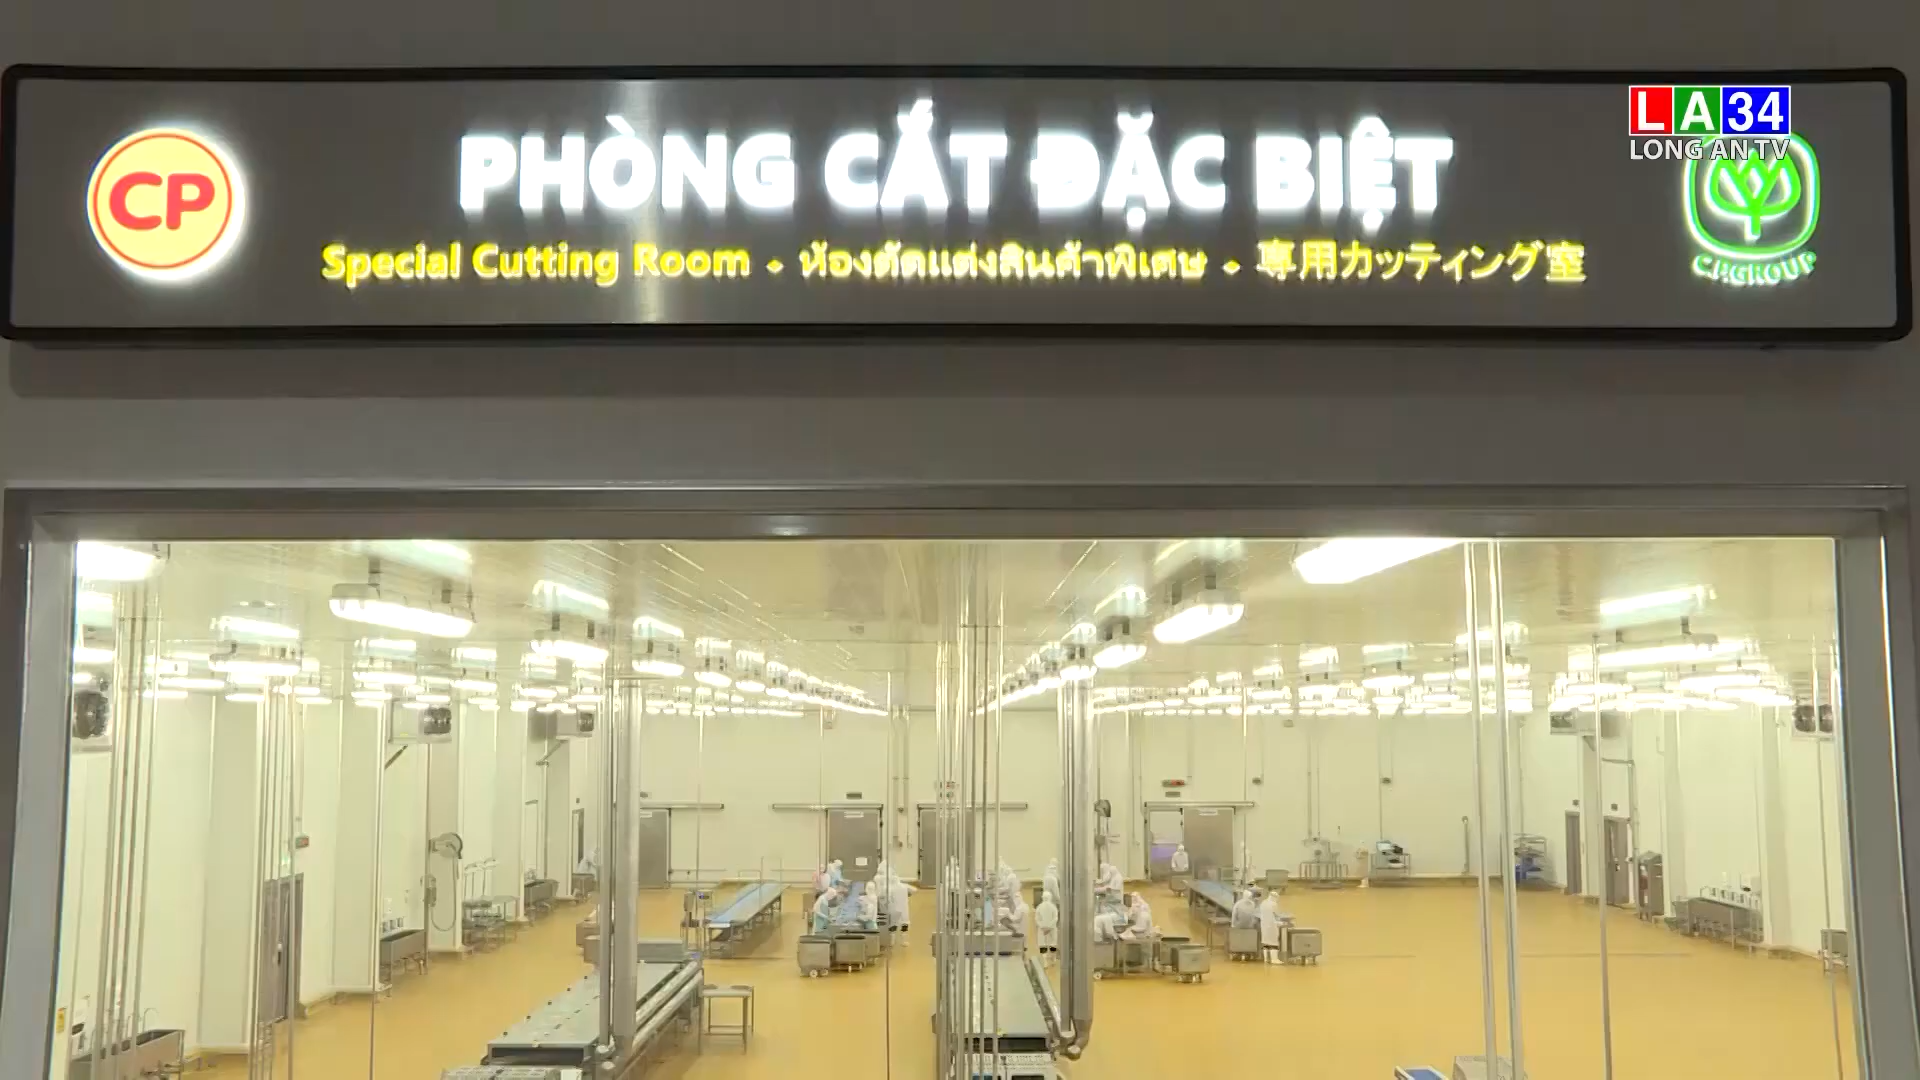 LA34
LONG AN TV
CP
PHÒNG CẮT ĐẶC BIỆT
Special Cutting Room - ห้องตัดแต่งสินค้าพิเศษ - 専用カッティング室
C.P.GROUP